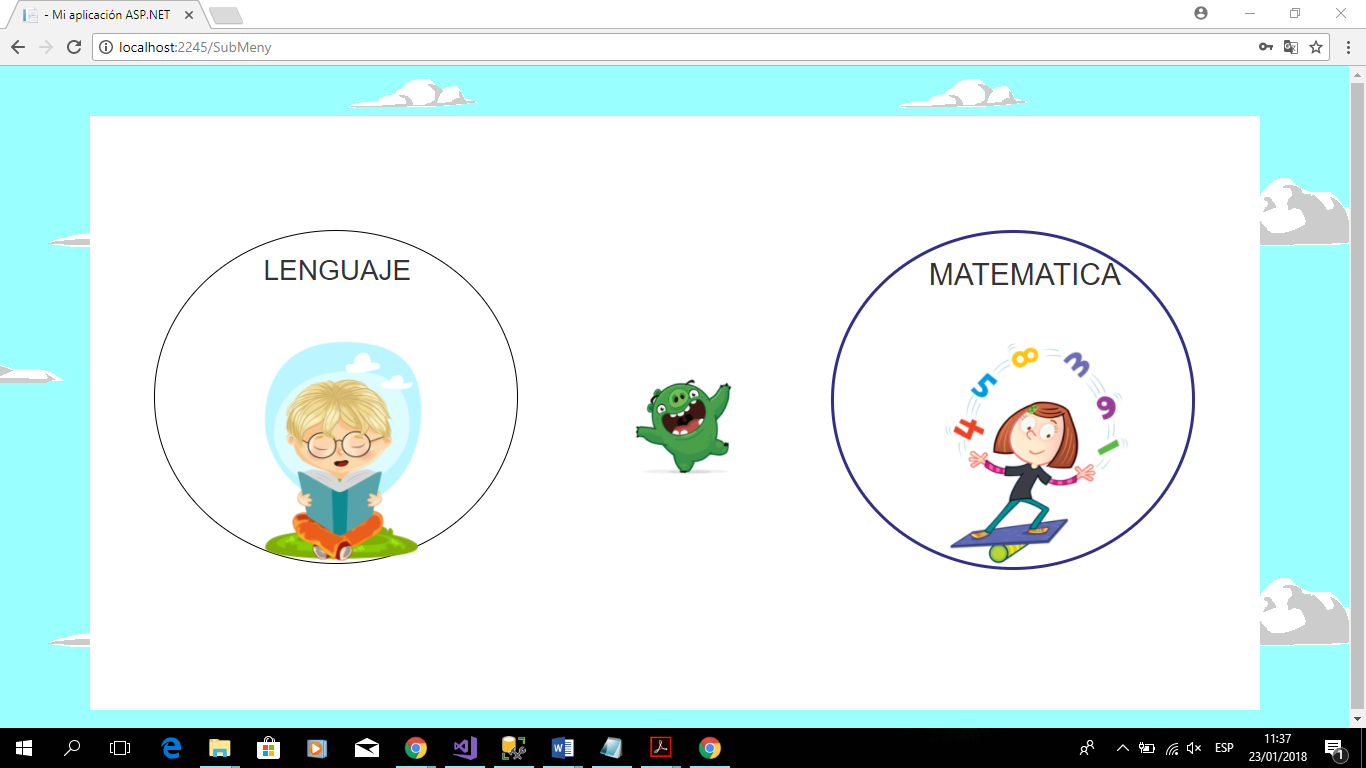 - Mi aplicación ASP.NET
localhost:2245/SubMeny
LENGUAJE
MATEMATICA
8
3
5
9
4
1
ESP
11:37
23/01/2018
1